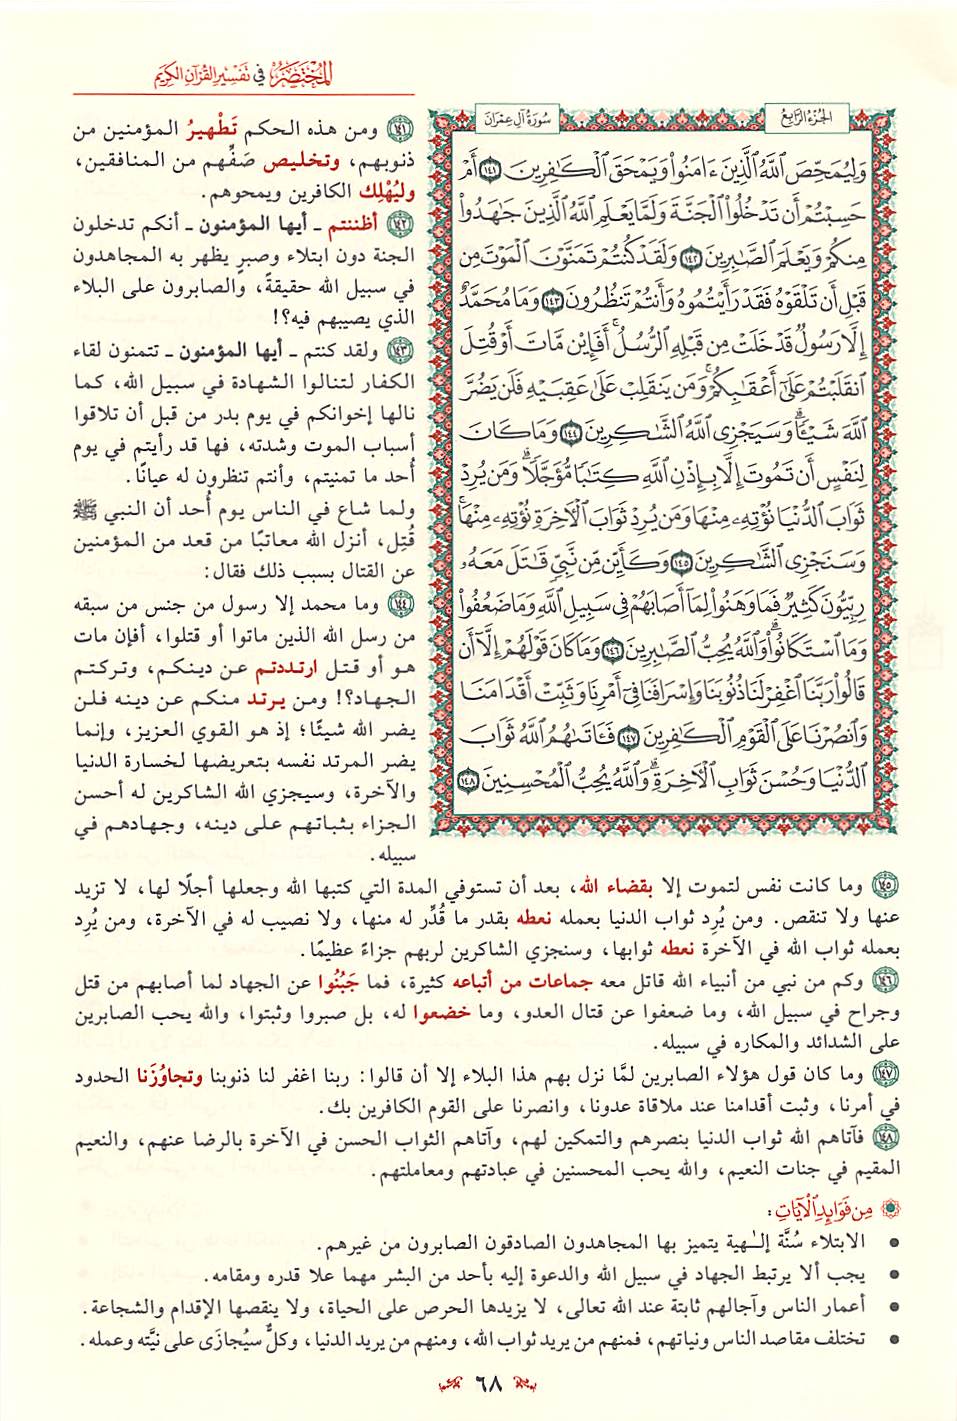 المختصر في تفسير القرآن الكريم
الجزء الرابع
سورة آل عمران
وَلِيُمَحِّصَ ٱللَّهُ ٱلَّذِينَ ءَامَنُوا۟ وَيَمْحَقَ ٱلْكَٰفِرِينَ ١٤١ أَمْ
حَسِبْتُمْ أَن تَدْخُلُوا۟ ٱلْجَنَّةَ وَلَمَّا يَعْلَمِ ٱللَّهُ ٱلَّذِينَ جَٰهَدُوا۟
مِنكُمْ وَيَعْلَمَ ٱلصَّٰبِرِينَ ١٤٢ وَلَقَدْ كُنتُمْ تَمَنَّوْنَ ٱلْمَوْتَ مِن
قَبْلِ أَن تَلْقَوْهُ فَقَدْ رَأَيْتُمُوهُ وَأَنتُمْ تَنظُرُونَ ١٤٣ وَمَا مُحَمَّدٌ
إِلَّا رَسُولٌ قَدْ خَلَتْ مِن قَبْلِهِ ٱلرُّسُلُ ۚ أَفَإِي۟ن مَّاتَ أَوْ قُتِلَ
ٱنقَلَبْتُمْ عَلَىٰٓ أَعْقَٰبِكُمْ ۚ وَمَن يَنقَلِبْ عَلَىٰ عَقِبَيْهِ فَلَن يَضُرَّ
ٱللَّهَ شَيْـًٔا ۗ وَسَيَجْزِى ٱللَّهُ ٱلشَّٰكِرِينَ ١٤٤ وَمَا كَانَ
لِنَفْسٍ أَن تَمُوتَ إِلَّا بِإِذْنِ ٱللَّهِ كِتَٰبًا مُّؤَجَّلًا ۗ وَمَن يُرِدْ
ثَوَابَ ٱلدُّنْيَا نُؤْتِهِۦ مِنْهَا وَمَن يُرِدْ ثَوَابَ ٱلْـَٔاخِرَةِ نُؤْتِهِۦ مِنْهَا ۚ
وَسَنَجْزِى ٱلشَّٰكِرِينَ ١٤٥ وَكَأَيِّن مِّن نَّبِىٍّ قَٰتَلَ مَعَهُۥ
رِبِّيُّونَ كَثِيرٌ فَمَا وَهَنُوا۟ لِمَآ أَصَابَهُمْ فِى سَبِيلِ ٱللَّهِ وَمَا ضَعُفُوا۟
وَمَا ٱسْتَكَانُوا۟ ۗ وَٱللَّهُ يُحِبُّ ٱلصَّٰبِرِينَ ١٤٦ وَمَا كَانَ قَوْلَهُمْ إِلَّآ أَن
قَالُوا۟ رَبَّنَا ٱغْفِرْ لَنَا ذُنُوبَنَا وَإِسْرَافَنَا فِىٓ أَمْرِنَا وَثَبِّتْ أَقْدَامَنَا
وَٱنصُرْنَا عَلَى ٱلْقَوْمِ ٱلْكَٰفِرِينَ ١٤٧ فَـَٔاتَىٰهُمُ ٱللَّهُ ثَوَابَ
ٱلدُّنْيَا وَحُسْنَ ثَوَابِ ٱلْـَٔاخِرَةِ ۗ وَٱللَّهُ يُحِبُّ ٱلْمُحْسِنِينَ ١٤٨
١٤١ ومن هذه الحكم تَطْهيرُ المؤمنين من
ذنوبهم، وتخليص صَفِّهم من المنافقين،
وليُهْلِك الكافرين ويمحوهم.
١٤٢ أظننتم ـ أيها المؤمنون ـ أنكم تدخلون
الجنة دون ابتلاء وصبرٍ يظهر به المجاهدون
في سبيل الله حقيقةً، والصابرون على البلاء
الذي يصيبهم فيه؟!
١٤٣ ولقد كنتم ـ أيها المؤمنون ـ تتمنون لقاء
الكفار لتنالوا الشهادة في سبيل الله، كما
نالها إخوانكم في يوم بدر من قبل أن تلاقوا
أسباب الموت وشدته، فها قد رأيتم في يوم
أُحد ما تمنيتم، وأنتم تنظرون له عيانًا.
ولما شاع في الناس يوم أُحد أن النبي ﷺ
قُتِل، أنزل الله معاتبًا من قعد من المؤمنين
عن القتال بسبب ذلك فقال:
١٤٤ وما محمد إلا رسول من جنس من سبقه
من رسل الله الذين ماتوا أو قتلوا، أفإن مات
هو أو قتل ارتددتم عن دينكم، وتركتم
الجهاد؟! ومن يرتد منكم عن دينه فلن
يضر الله شيئًا؛ إذ هو القوي العزيز، وإنما
يضر المرتد نفسه بتعريضها لخسارة الدنيا
والآخرة، وسيجزي الله الشاكرين له أحسن
الجزاء بثباتهم على دينه، وجهادهم في
سبيله.
١٤٥ وما كانت نفس لتموت إلا بقضاء الله، بعد أن تستوفي المدة التي كتبها الله وجعلها أجلًا لها، لا تزيد
عنها ولا تنقص. ومن يُرِد ثواب الدنيا بعمله نعطه بقدر ما قُدِّر له منها، ولا نصيب له في الآخرة، ومن يُرِد
بعمله ثواب الله في الآخرة نعطه ثوابها، وسنجزي الشاكرين لربهم جزاءً عظيمًا.
١٤٦ وكم من نبي من أنبياء الله قاتل معه جماعات من أتباعه كثيرة، فما جَبُنُوا عن الجهاد لما أصابهم من قتل
وجراح في سبيل الله، وما ضعفوا عن قتال العدو، وما خضعوا له، بل صبروا وثبتوا، والله يحب الصابرين
على الشدائد والمكاره في سبيله.
١٤٧ وما كان قول هؤلاء الصابرين لمَّا نزل بهم هذا البلاء إلا أن قالوا: ربنا اغفر لنا ذنوبنا وتجاوُزَنا الحدود
في أمرنا، وثبت أقدامنا عند ملاقاة عدونا، وانصرنا على القوم الكافرين بك.
١٤٨ فآتاهم الله ثواب الدنيا بنصرهم والتمكين لهم، وآتاهم الثواب الحسن في الآخرة بالرضا عنهم، والنعيم
المقيم في جنات النعيم، والله يحب المحسنين في عبادتهم ومعاملتهم.
من فوائد الآيات:
• الابتلاء سُنَّة إلـٰهية يتميز بها المجاهدون الصادقون الصابرون من غيرهم.
• يجب ألا يرتبط الجهاد في سبيل الله والدعوة إليه بأحد من البشر مهما علا قدره ومقامه.
• أعمار الناس وآجالهم ثابتة عند الله تعالى، لا يزيدها الحرص على الحياة، ولا ينقصها الإقدام والشجاعة.
• تختلف مقاصد الناس ونياتهم، فمنهم من يريد ثواب الله، ومنهم من يريد الدنيا، وكلٌّ سيُجازَى على نيَّته وعمله.
٦٨